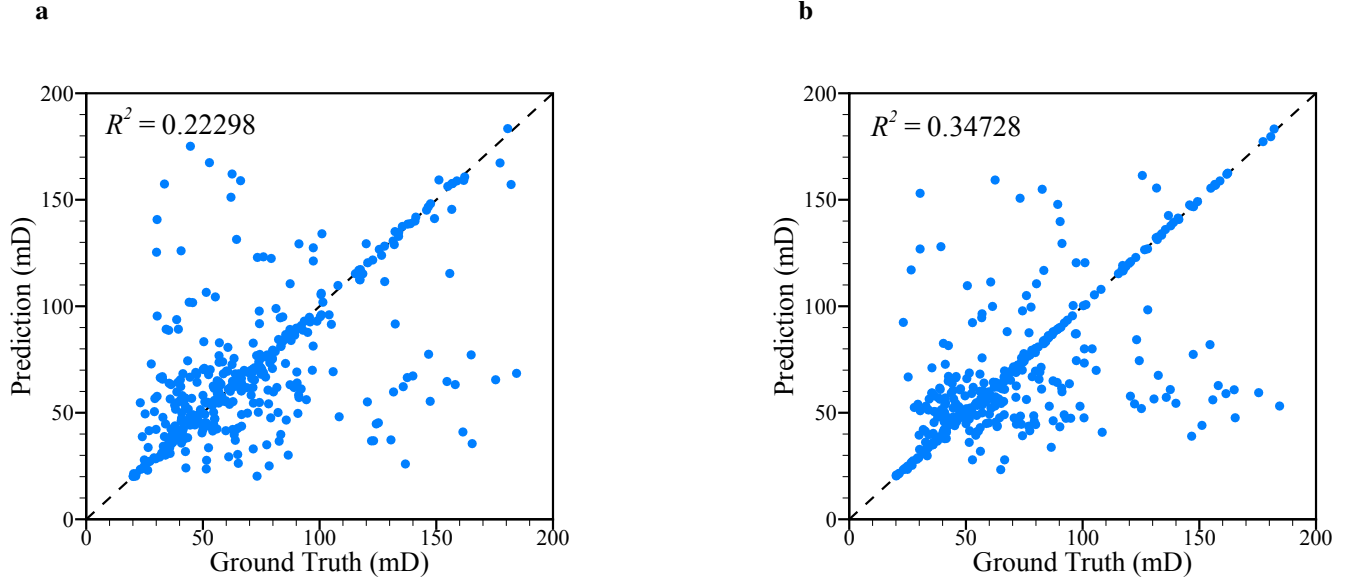 a
R² = 0.22298
Prediction (mD)
200
150
100
50
0
0 50 100 150 200
Ground Truth (mD)
b
R² = 0.34728
Prediction (mD)
200
150
100
50
0
0 50 100 150 200
Ground Truth (mD)